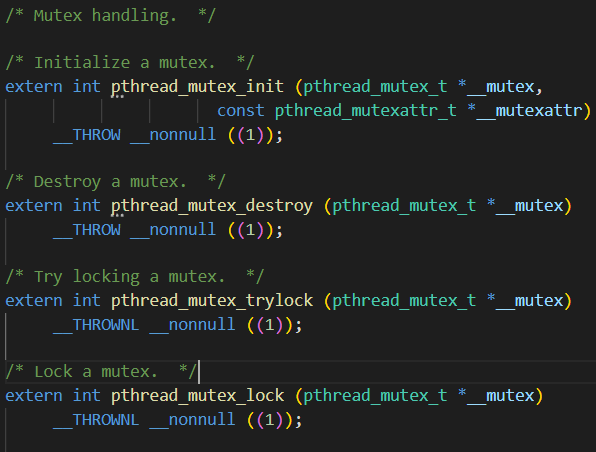 /* Mutex handling.  */
/* Initialize a mutex.  */
extern int pthread_mutex_init (pthread_mutex_t *__mutex,
const pthread_mutexattr_t *__mutexattr)
__THROW __nonnull ((1));
/* Destroy a mutex.  */
extern int pthread_mutex_destroy (pthread_mutex_t *__mutex)
__THROW __nonnull ((1));
/* Try locking a mutex.  */
extern int pthread_mutex_trylock (pthread_mutex_t *__mutex)
__THROWNL __nonnull ((1));
/* Lock a mutex.  */
extern int pthread_mutex_lock (pthread_mutex_t *__mutex)
__THROWNL __nonnull ((1));